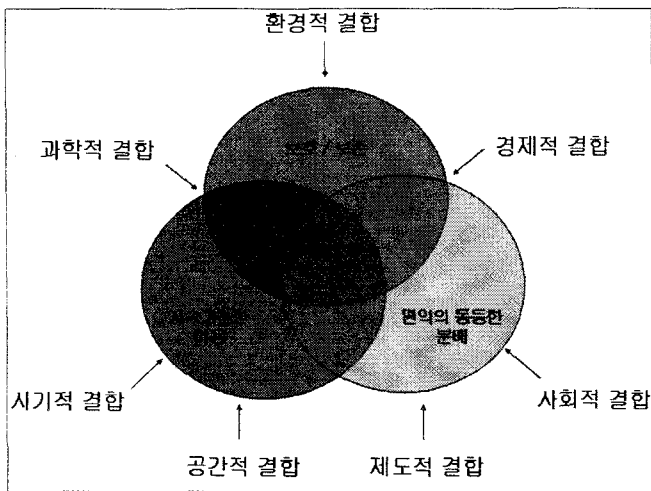 환경적 결합
과학적 결합
경제적 결합
편익의 동등한
분배
시기적 결합
사회적 결합
공간적 결합
제도적 결합